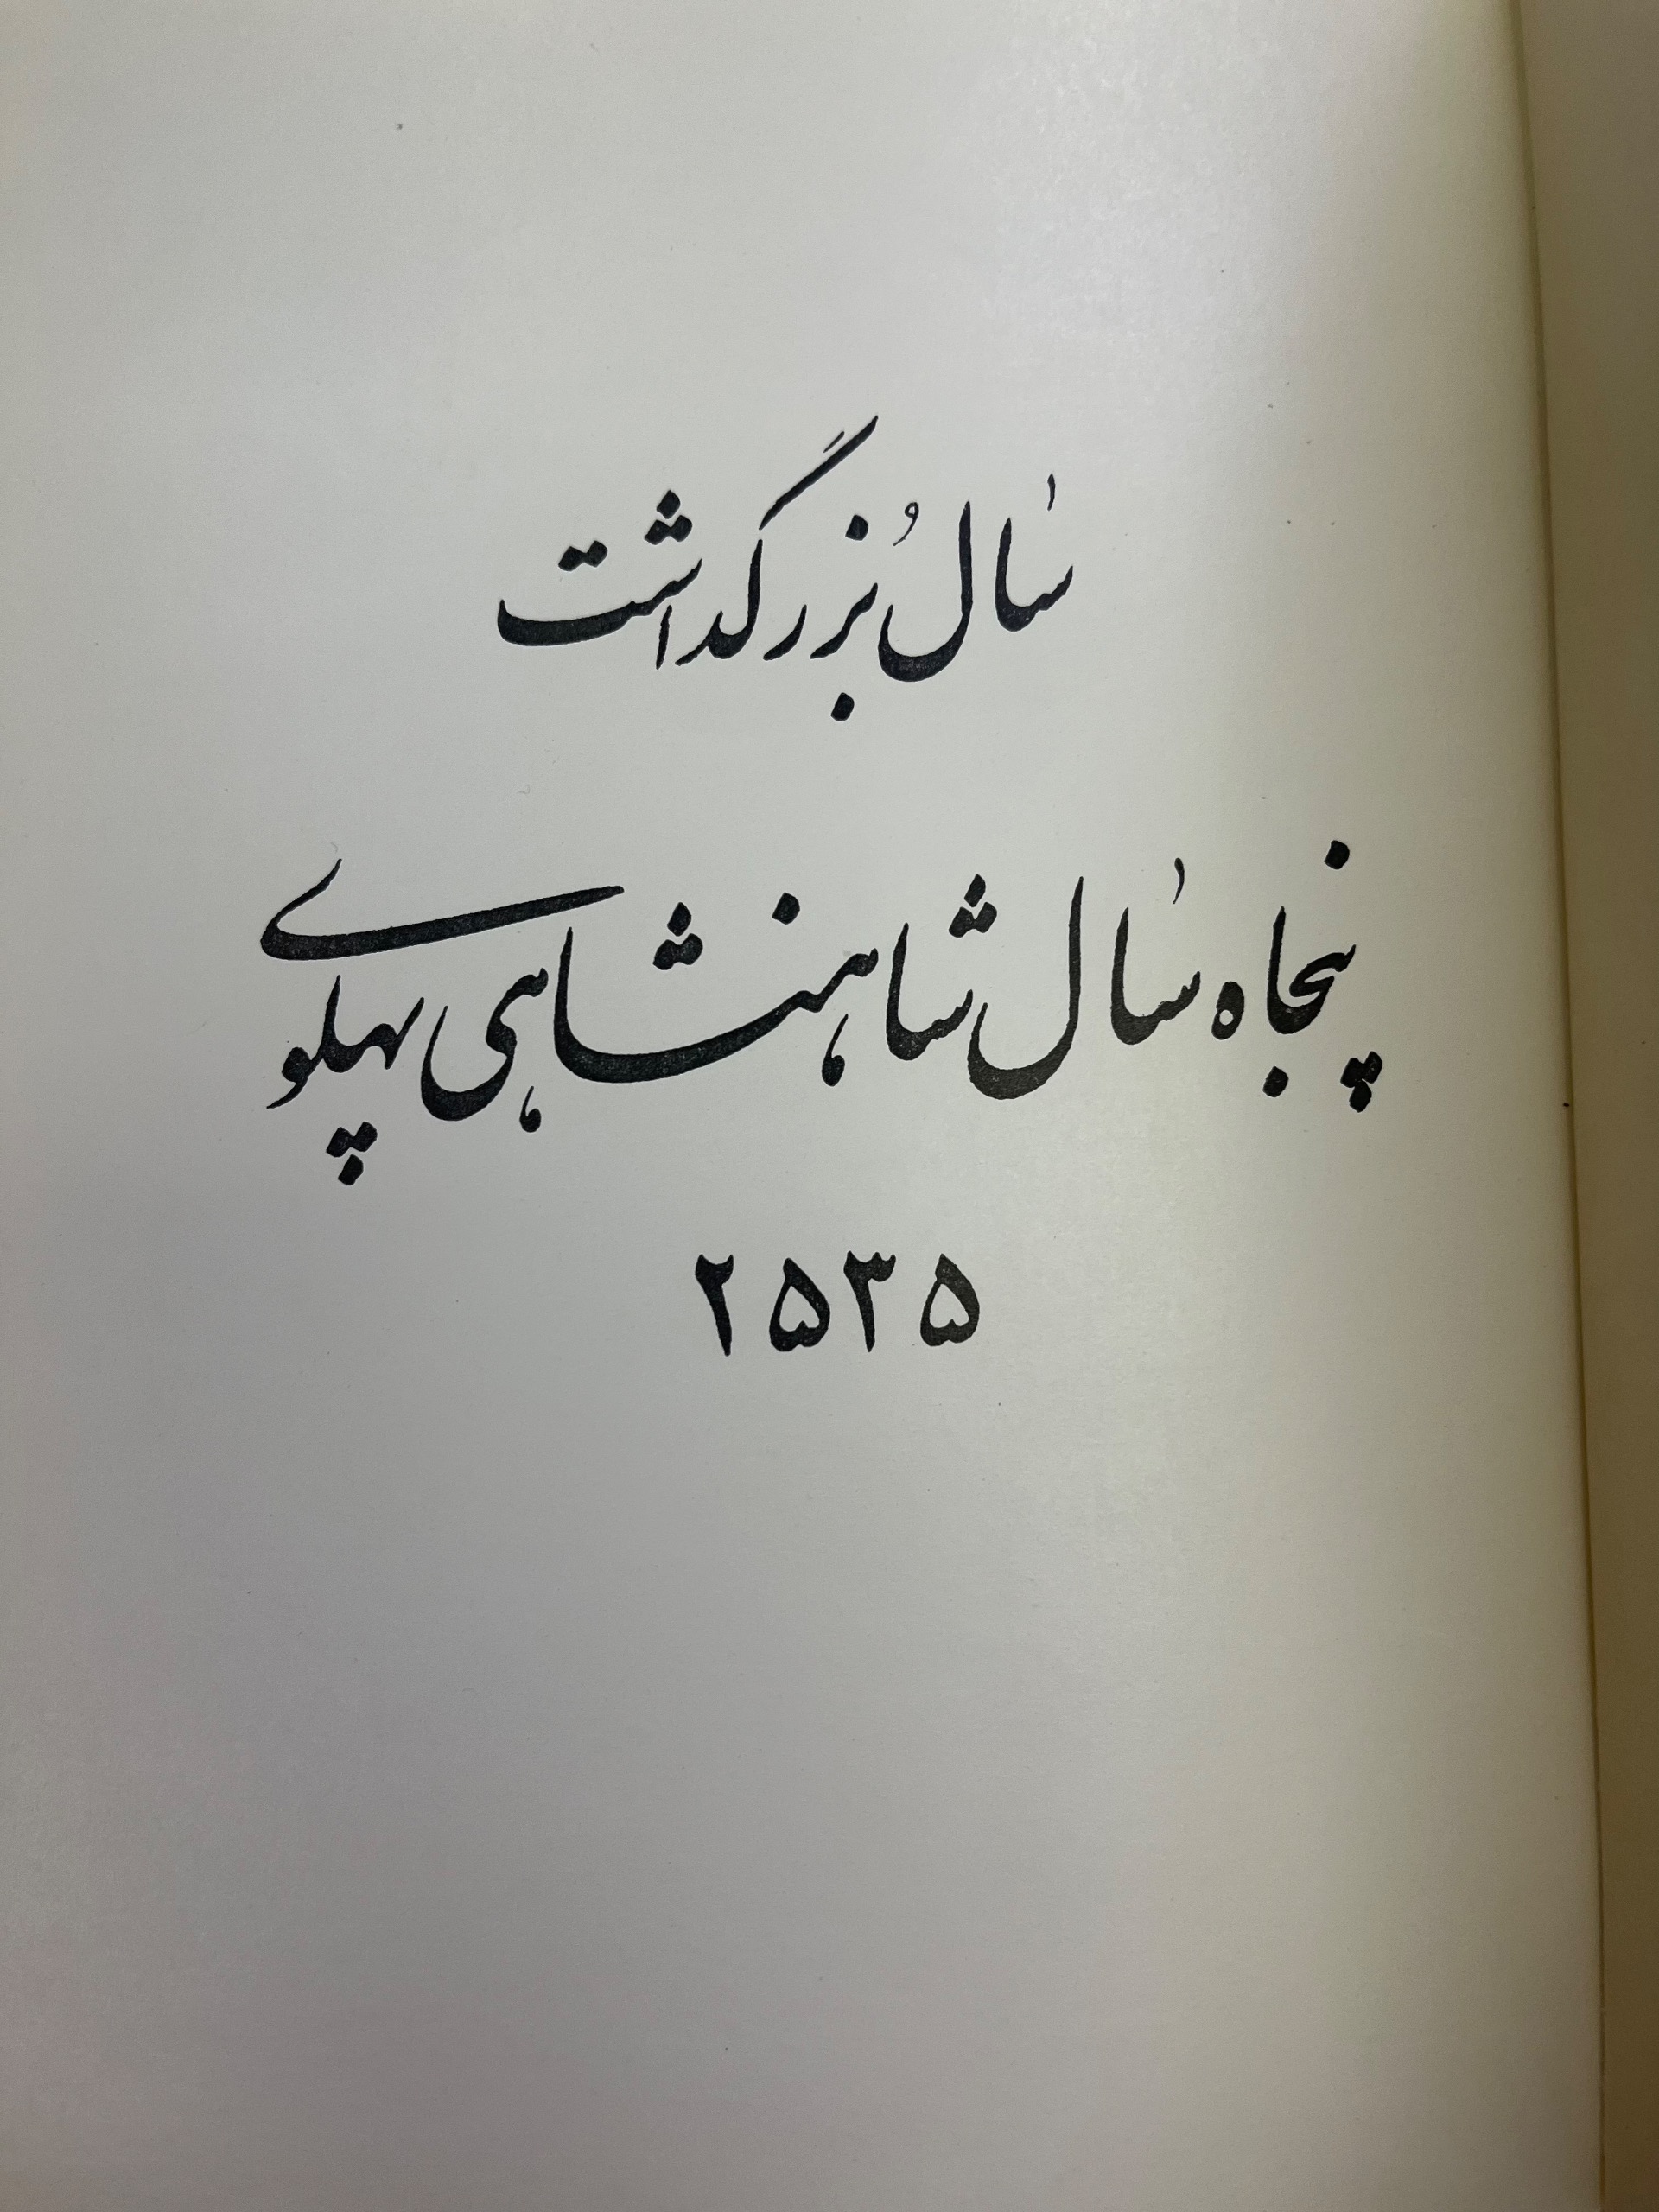 سال بزرگداشت
پنجاه سال شاهنشاهی پهلوی
۲۵۳۵